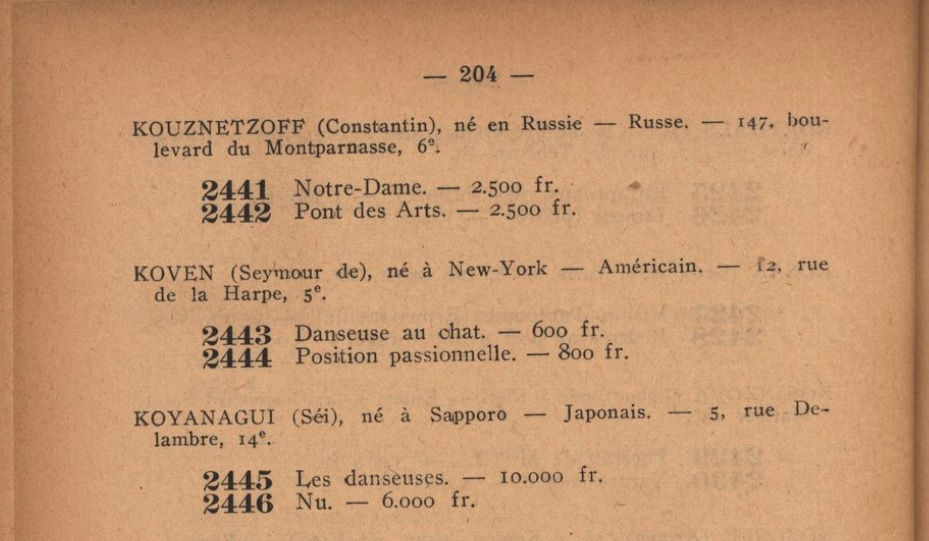 — 204 —
KOUZNETZOFF (Constantin), né en Russie — Russe. — 147, bou-
levard du Montparnasse, 6e.
2441 Notre-Dame. — 2.500 fr.
2442 Pont des Arts. — 2.500 fr.
KOVEN (Seymour de), né à New-York — Américain. — 12, rue
de la Harpe, 5e.
2443 Danseuse au chat. — 600 fr.
2444 Position passionnelle. — 800 fr.
KOYANAGUI (Séi), né à Sapporo — Japonais. — 5, rue De-
lambre, 14e.
2445 Les danseuses. — 10.000 fr.
2446 Nu. — 6.000 fr.